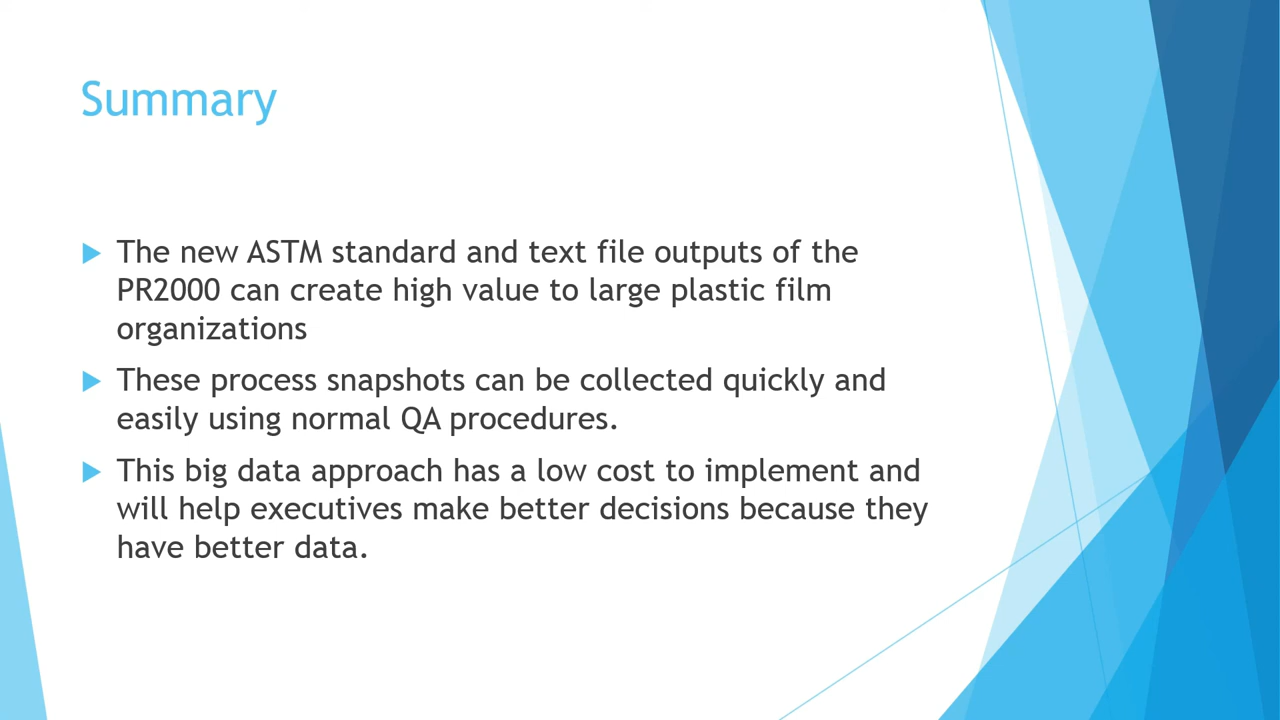 Summary
The new ASTM standard and text file outputs of the
PR2000 can create high value to large plastic film
organizations
These process snapshots can be collected quickly and
easily using normal QA procedures.
This big data approach has a low cost to implement and
will help executives make better decisions because they
have better data.